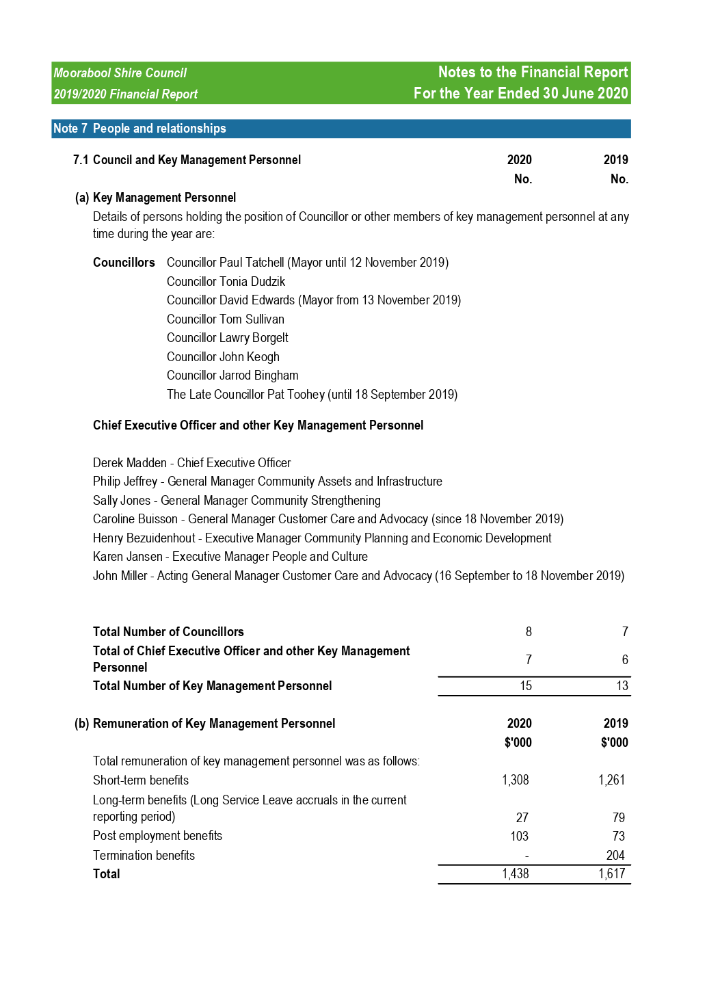 Moorabool Shire Council Notes to the Financial Report
2019/2020 Financial Report For the Year Ended 30 June 2020
Note 7 People and relationships
7.1 Council and Key Management Personnel 2020 2019
No. No.
(a) Key Management Personnel
Details of persons holding the position of Councillor or other members of key management personnel at any
time during the year are:
Councillors Councillor Paul Tatchell (Mayor until 12 November 2019)
Councillor Tonia Dudzik
Councillor David Edwards (Mayor from 13 November 2019)
Councillor Tom Sullivan
Councillor Lawry Borgelt
Councillor John Keogh
Councillor Jarrod Bingham
The Late Councillor Pat Toohey (until 18 September 2019)
Chief Executive Officer and other Key Management Personnel
Derek Madden - Chief Executive Officer
Philip Jeffrey - General Manager Community Assets and Infrastructure
Sally Jones - General Manager Community Strengthening
Caroline Buisson - General Manager Customer Care and Advocacy (since 18 November 2019)
Henry Bezuidenhout - Executive Manager Community Planning and Economic Development
Karen Jansen - Executive Manager People and Culture
John Miller - Acting General Manager Customer Care and Advocacy (16 September to 18 November 2019)
Total Number of Councillors 8 7
Total of Chief Executive Officer and other Key Management
Personnel 7 6
Total Number of Key Management Personnel 15 13
(b) Remuneration of Key Management Personnel 2020 2019
$'000 $'000
Total remuneration of key management personnel was as follows:
Short-term benefits 1,308 1,261
Long-term benefits (Long Service Leave accruals in the current
reporting period) 27 79
Post employment benefits 103 73
Termination benefits - 204
Total 1,438 1,617